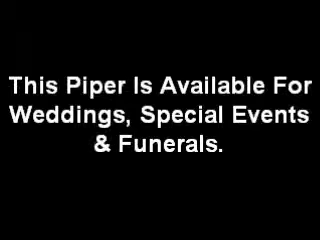 This Piper Is Available For
Weddings, Special Events
& Funerals.